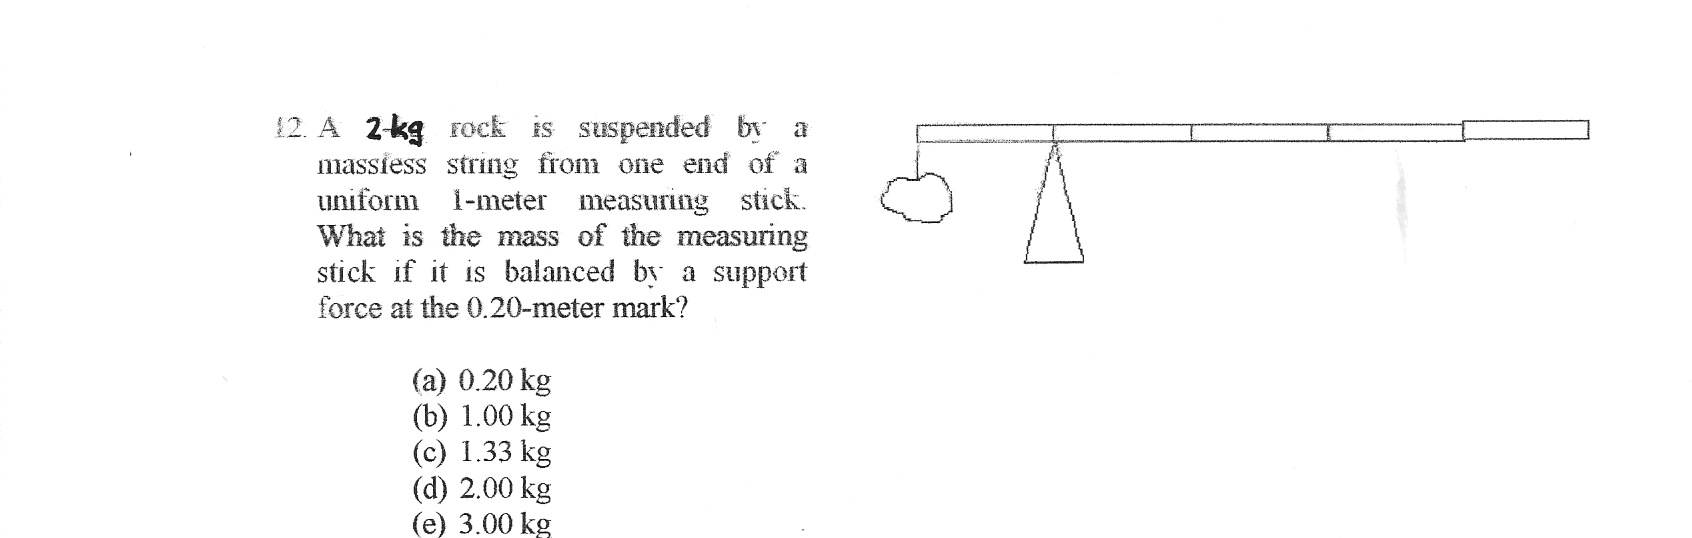 12. A 2-kg rock is suspended by a
massless string from one end of a
uniform 1-meter measuring stick.
What is the mass of the measuring
stick if it is balanced by a support
force at the 0.20-meter mark?
(a) 0.20 kg
(b) 1.00 kg
(c) 1.33 kg
(d) 2.00 kg
(e) 3.00 kg